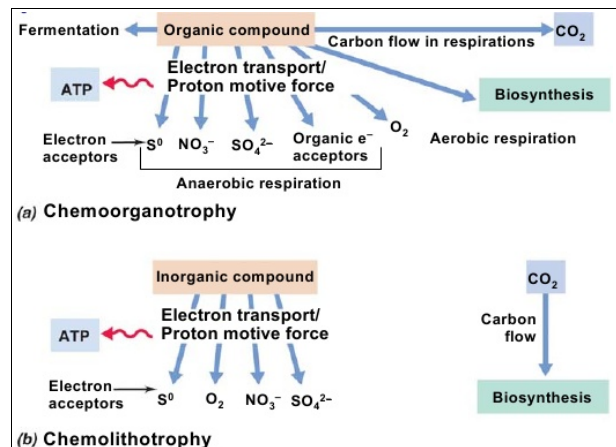 Fermentation Organic compound CO2
Carbon flow in respirations
Electron transport/
Proton motive force
ATP
Biosynthesis
Electron
acceptors
S⁰ NO₃⁻ SO₄²⁻ Organic e⁻
acceptors
O₂
Aerobic respiration
Anaerobic respiration
(a) Chemoorganotrophy
Inorganic compound CO₂
Electron transport/
Proton motive force
ATP
Carbon
flow
Electron
acceptors
S⁰ O₂ NO₃⁻ SO₄²⁻
Biosynthesis
(b) Chemolithotrophy